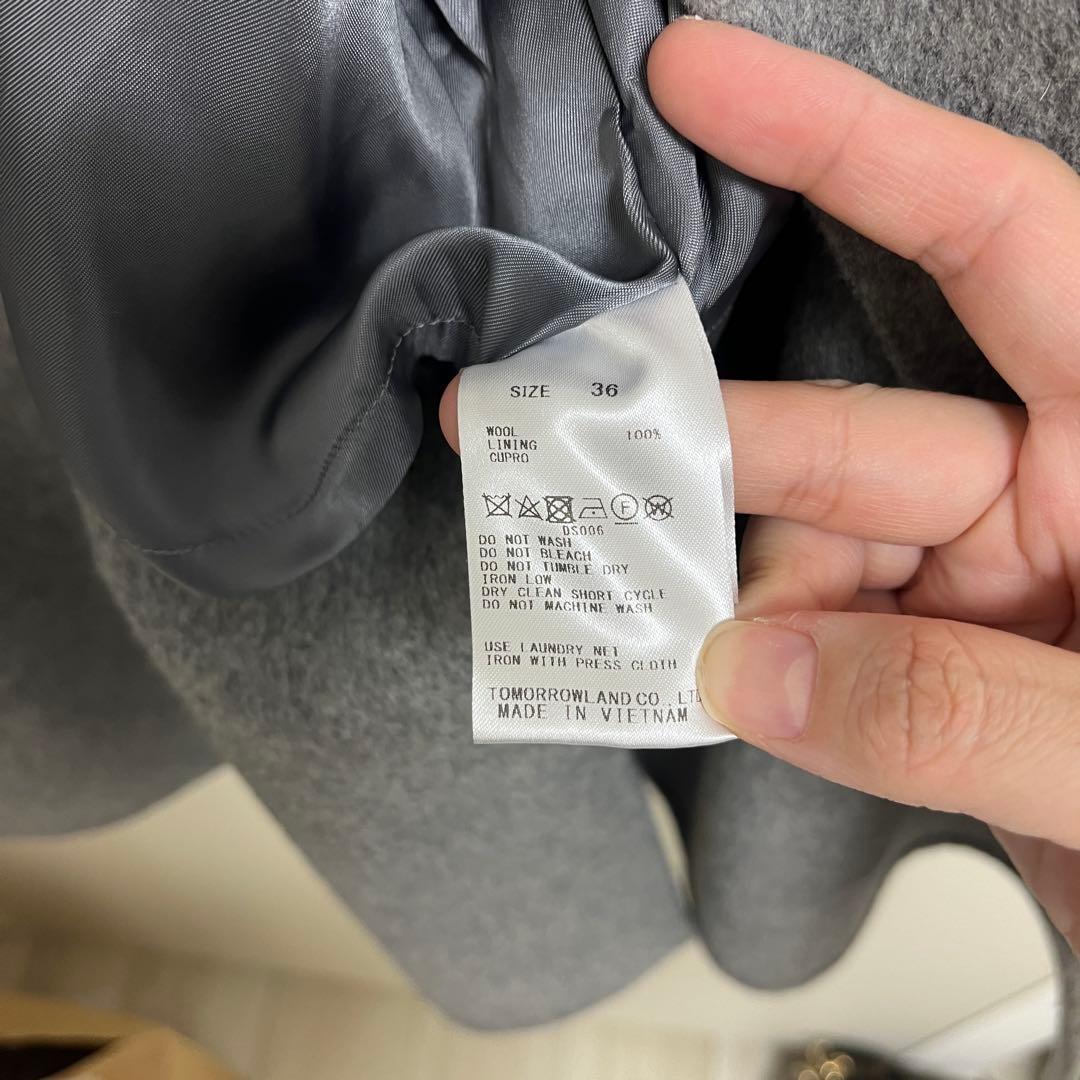 SIZE 36
WOOL 100%
LINING
CUPRO
F W
DS006
DO NOT WASH
DO NOT BLEACH
DO NOT TUMBLE DRY
IRON LOW
DRY CLEAN SHORT CYCLE
DO NOT MACHINE WASH
USE LAUNDRY NET
IRON WITH PRESS CLOTH
TOMORROWLAND CO.,LTD
MADE IN VIETNAM